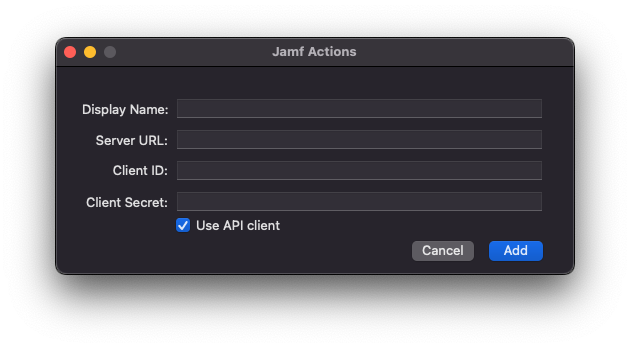 Jamf Actions
Display Name:
Server URL:
Client ID:
Client Secret:
Use API client
Cancel Add